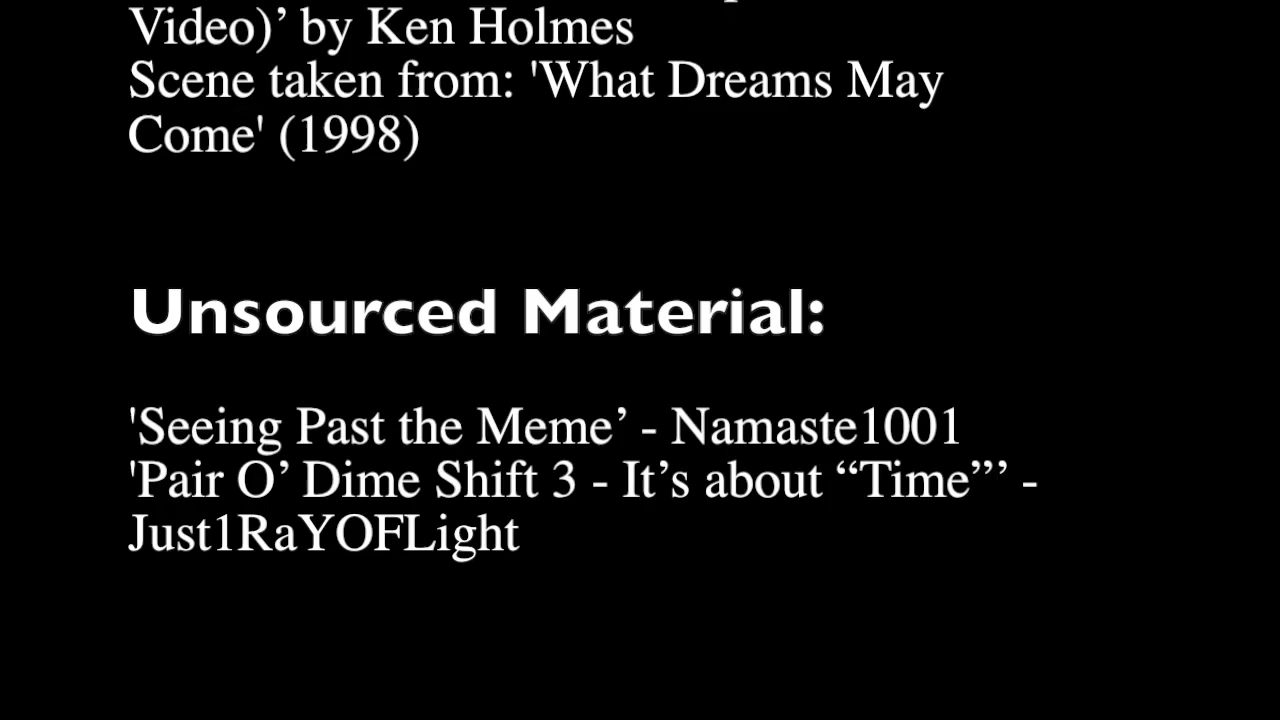 Video)’ by Ken Holmes
Scene taken from: 'What Dreams May
Come' (1998)
Unsourced Material:
'Seeing Past the Meme’ - Namaste1001
'Pair O’ Dime Shift 3 - It’s about “Time”’ -
Just1RaYOFLight